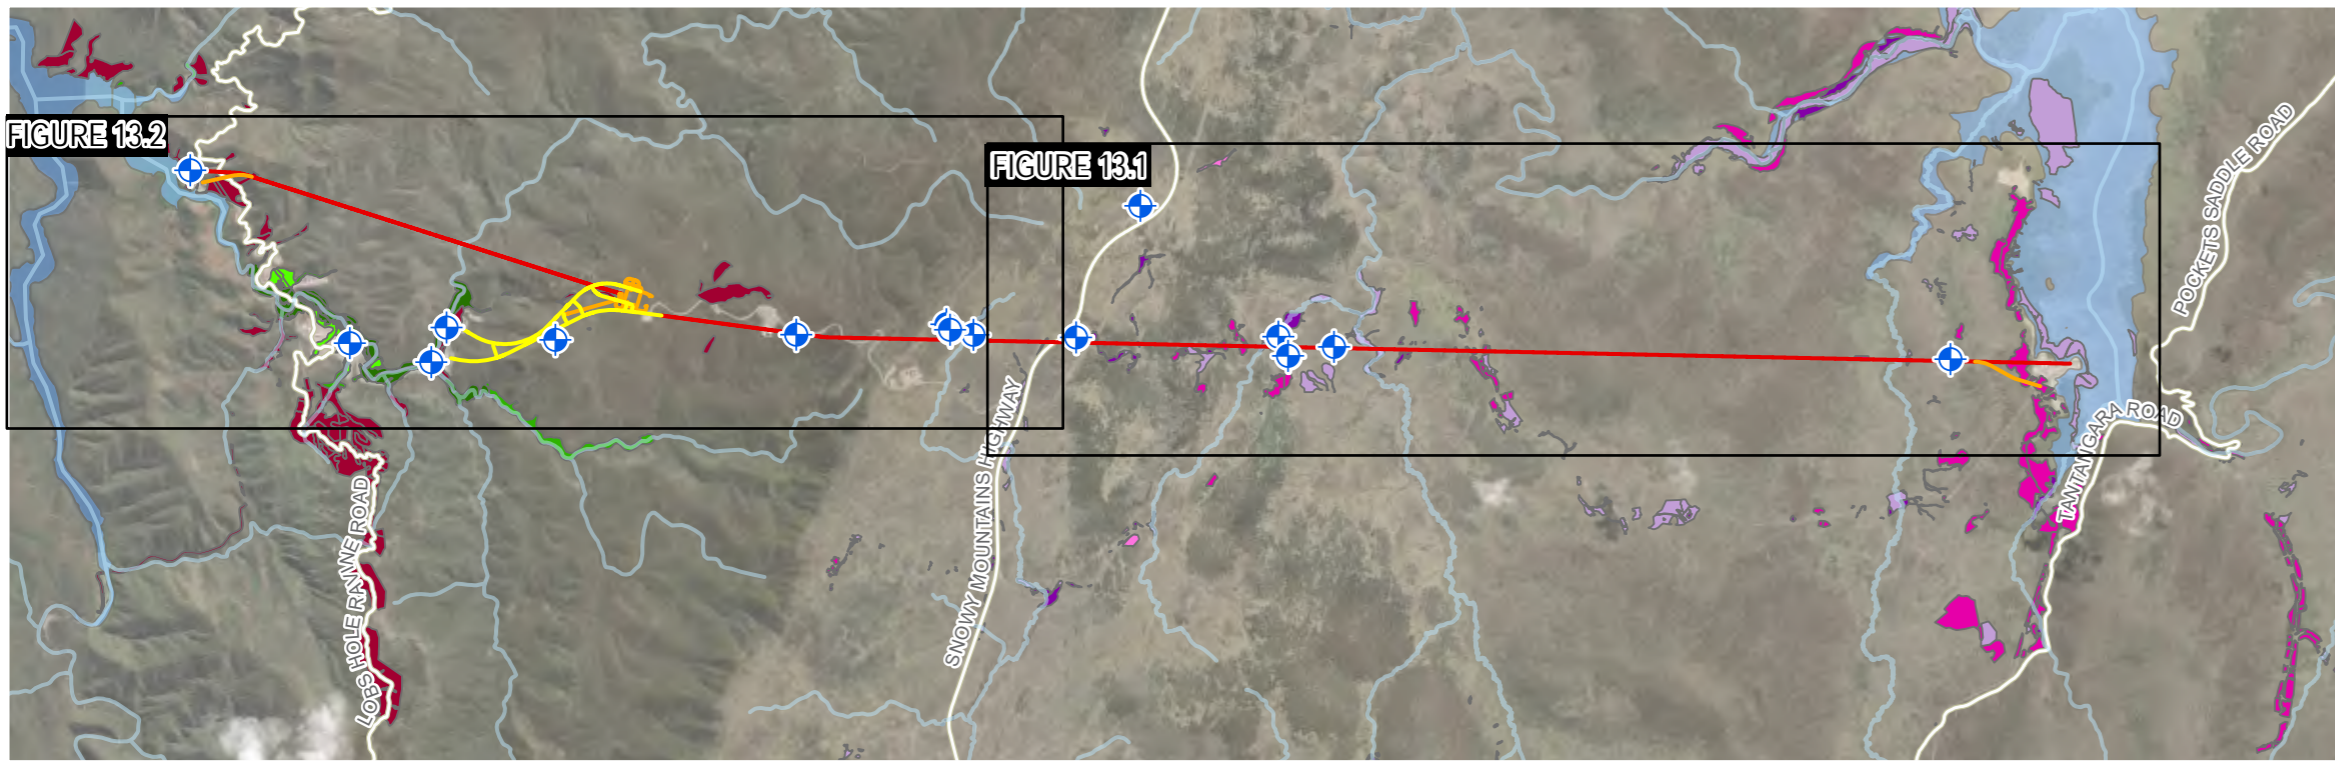 FIGURE 13.2
FIGURE 13.1
POCKETS SADDLE ROAD
SNOWY MOUNTAINS HIGHWAY
TANTANGARA ROAD
LOBS HOLE RAVINE ROAD